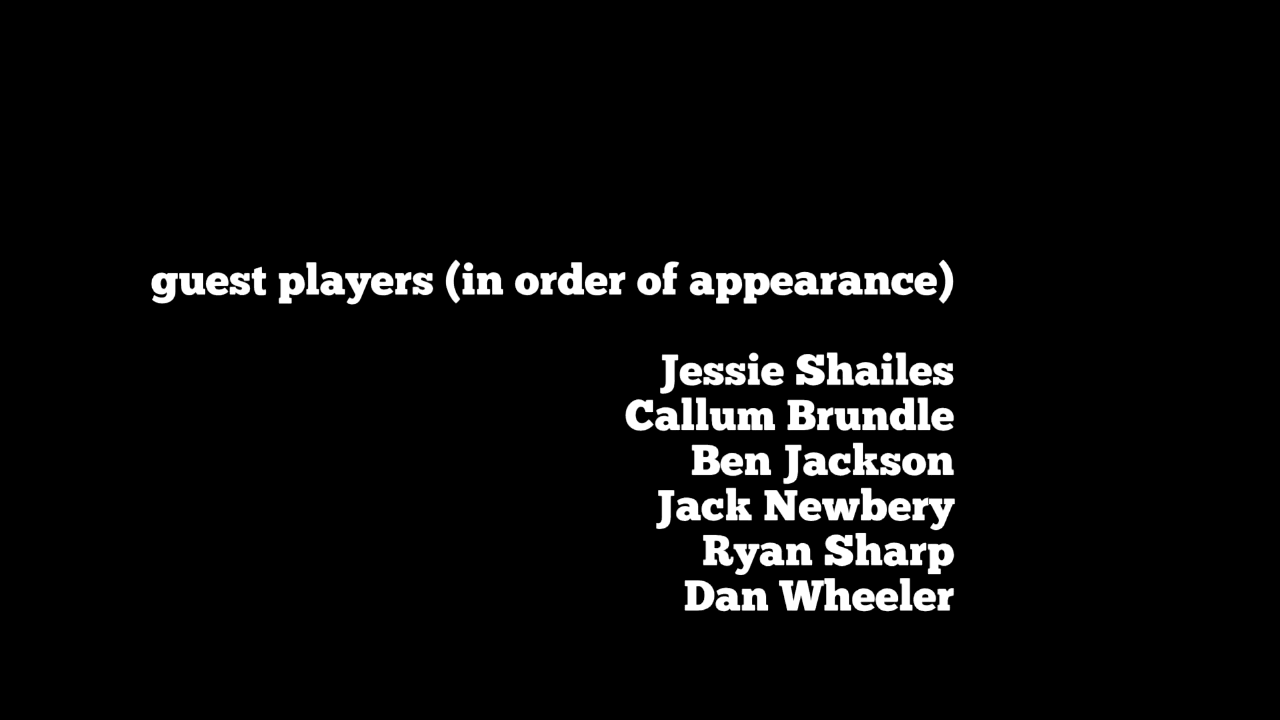 guest players (in order of appearance)
Jessie Shailes
Callum Brundle
Ben Jackson
Jack Newbery
Ryan Sharp
Dan Wheeler